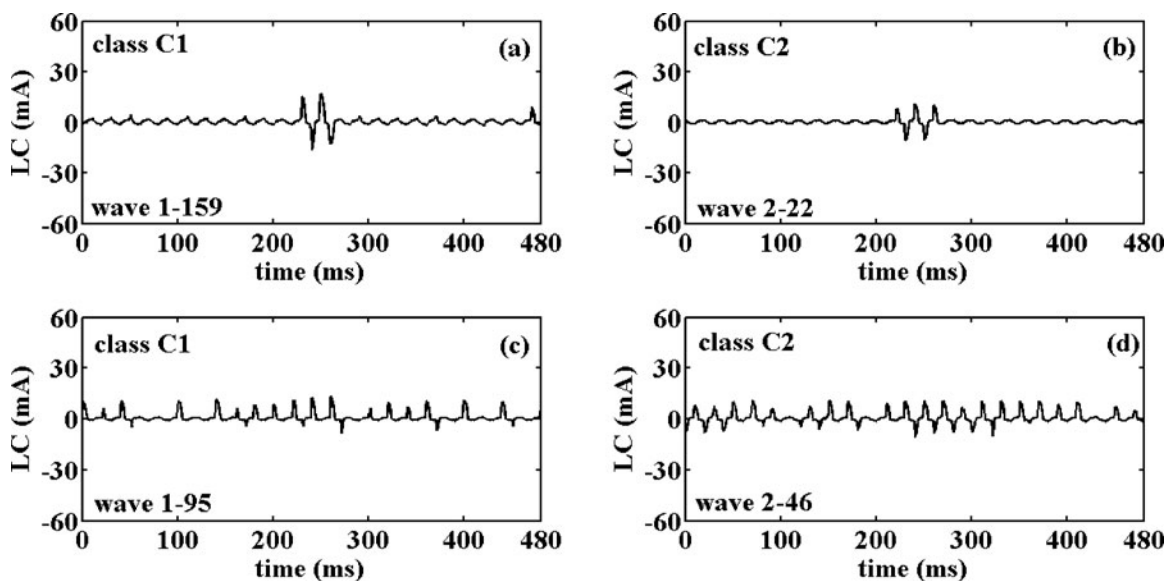 60
30
0
-30
-60
LC (mA)
class C1
(a)
wave 1-159
0 100 200 300 400 480
time (ms)
60
30
0
-30
-60
LC (mA)
class C2
(b)
wave 2-22
0 100 200 300 400 480
time (ms)
60
30
0
-30
-60
LC (mA)
class C1
(c)
wave 1-95
0 100 200 300 400 480
time (ms)
60
30
0
-30
-60
LC (mA)
class C2
(d)
wave 2-46
0 100 200 300 400 480
time (ms)